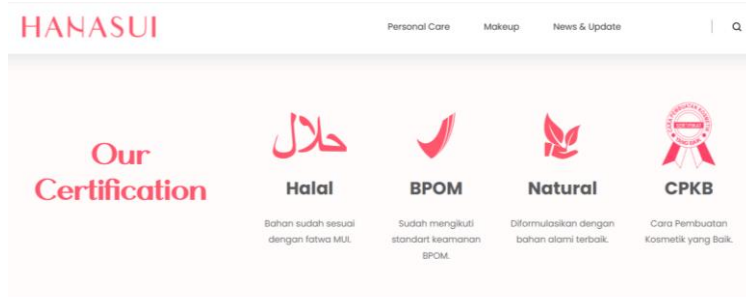 HANASUI
Personal Care Makeup News & Update
Our
Certification
حلال
Halal
Bahan sudah sesuai
dengan fatwa MUI.
BPOM
Sudah mengikuti
standart keamanan
BPOM.
Natural
Diformulasikan dengan
bahan alami terbaik.
CPKB
Cara Pembuatan
Kosmetik yang Baik.